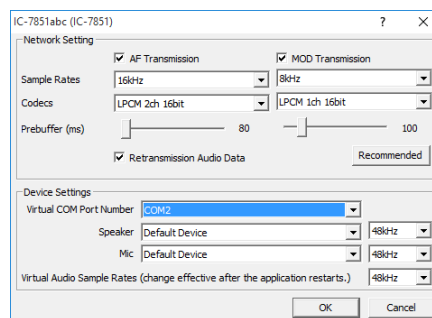 IC-7851abc (IC-7851) ? ×
Network Setting
AF Transmission MOD Transmission
Sample Rates 16kHz 8kHz
Codecs LPCM 2ch 16bit LPCM 1ch 16bit
Prebuffer (ms) 80 100
Retransmission Audio Data Recommended
Device Settings
Virtual COM Port Number COM2
Speaker Default Device 48kHz
Mic Default Device 48kHz
Virtual Audio Sample Rates (change effective after the application restarts.) 48kHz
OK Cancel